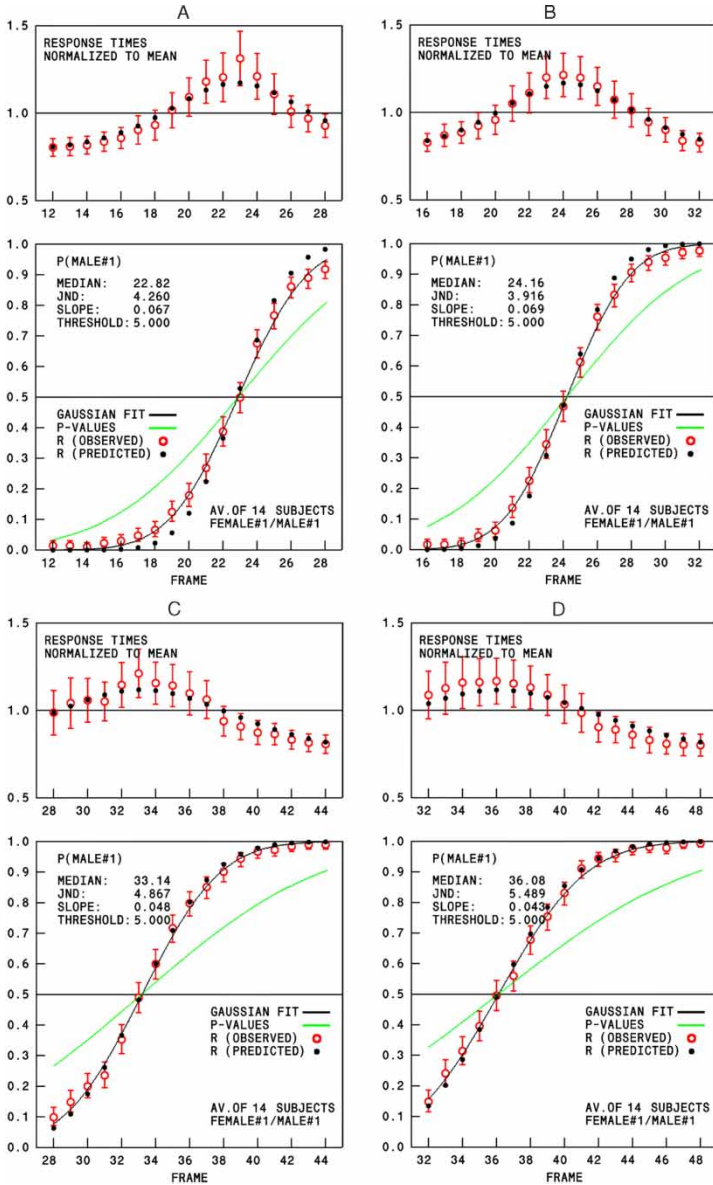 A
1.5
RESPONSE TIMES
NORMALIZED TO MEAN
1.0
0.5
12 14 16 18 20 22 24 26 28
1.0
0.9
0.8
0.7
0.6
0.5
0.4
0.3
0.2
0.1
0.0
P(MALE#1)
MEDIAN: 22.82
JND: 4.260
SLOPE: 0.067
THRESHOLD: 5.000
GAUSSIAN FIT
P-VALUES
R (OBSERVED)
R (PREDICTED)
AV.OF 14 SUBJECTS
FEMALE#1/MALE#1
12 14 16 18 20 22 24 26 28
FRAME
B
1.5
RESPONSE TIMES
NORMALIZED TO MEAN
1.0
0.5
16 18 20 22 24 26 28 30 32
1.0
0.9
0.8
0.7
0.6
0.5
0.4
0.3
0.2
0.1
0.0
P(MALE#1)
MEDIAN: 24.16
JND: 3.916
SLOPE: 0.069
THRESHOLD: 5.000
GAUSSIAN FIT
P-VALUES
R (OBSERVED)
R (PREDICTED)
AV.OF 14 SUBJECTS
FEMALE#1/MALE#1
16 18 20 22 24 26 28 30 32
FRAME
C
1.5
RESPONSE TIMES
NORMALIZED TO MEAN
1.0
0.5
28 30 32 34 36 38 40 42 44
1.0
0.9
0.8
0.7
0.6
0.5
0.4
0.3
0.2
0.1
0.0
P(MALE#1)
MEDIAN: 33.14
JND: 4.867
SLOPE: 0.048
THRESHOLD: 5.000
GAUSSIAN FIT
P-VALUES
R (OBSERVED)
R (PREDICTED)
AV.OF 14 SUBJECTS
FEMALE#1/MALE#1
28 30 32 34 36 38 40 42 44
FRAME
D
1.5
RESPONSE TIMES
NORMALIZED TO MEAN
1.0
0.5
32 34 36 38 40 42 44 46 48
1.0
0.9
0.8
0.7
0.6
0.5
0.4
0.3
0.2
0.1
0.0
P(MALE#1)
MEDIAN: 36.08
JND: 5.489
SLOPE: 0.043
THRESHOLD: 5.000
GAUSSIAN FIT
P-VALUES
R (OBSERVED)
R (PREDICTED)
AV.OF 14 SUBJECTS
FEMALE#1/MALE#1
32 34 36 38 40 42 44 46 48
FRAME